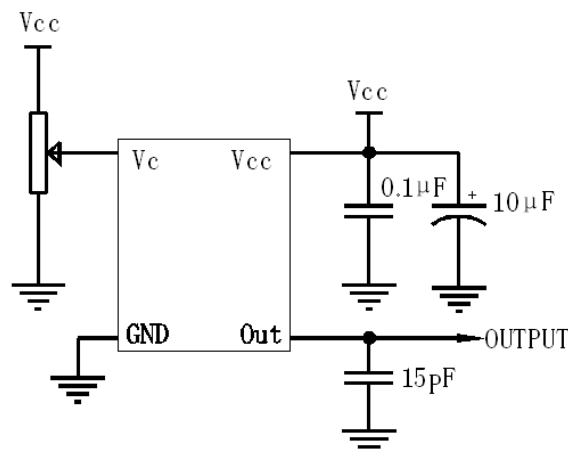 Vcc
Vcc
Vc
Vcc
0.1μF
+
10μF
GND
Out
OUTPUT
15pF